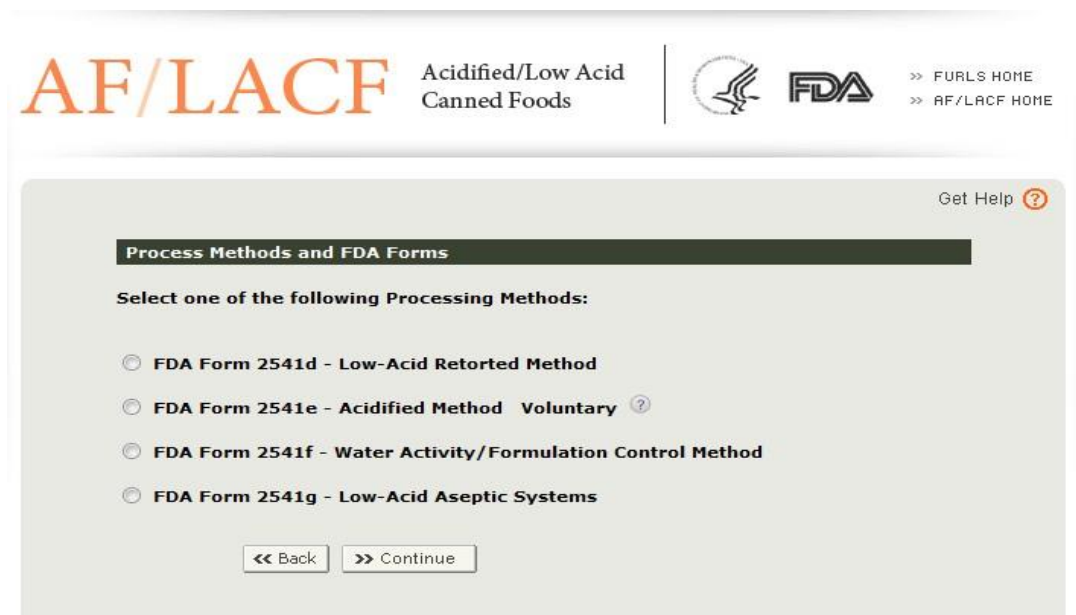 AF/LACF
Acidified/Low Acid
Canned Foods
FDA
>> FURLS HOME
>> AF/LACF HOME
Get Help ?
Process Methods and FDA Forms
Select one of the following Processing Methods:
FDA Form 2541d - Low-Acid Retorted Method
FDA Form 2541e - Acidified Method Voluntary ?
FDA Form 2541f - Water Activity/Formulation Control Method
FDA Form 2541g - Low-Acid Aseptic Systems
<< Back >> Continue